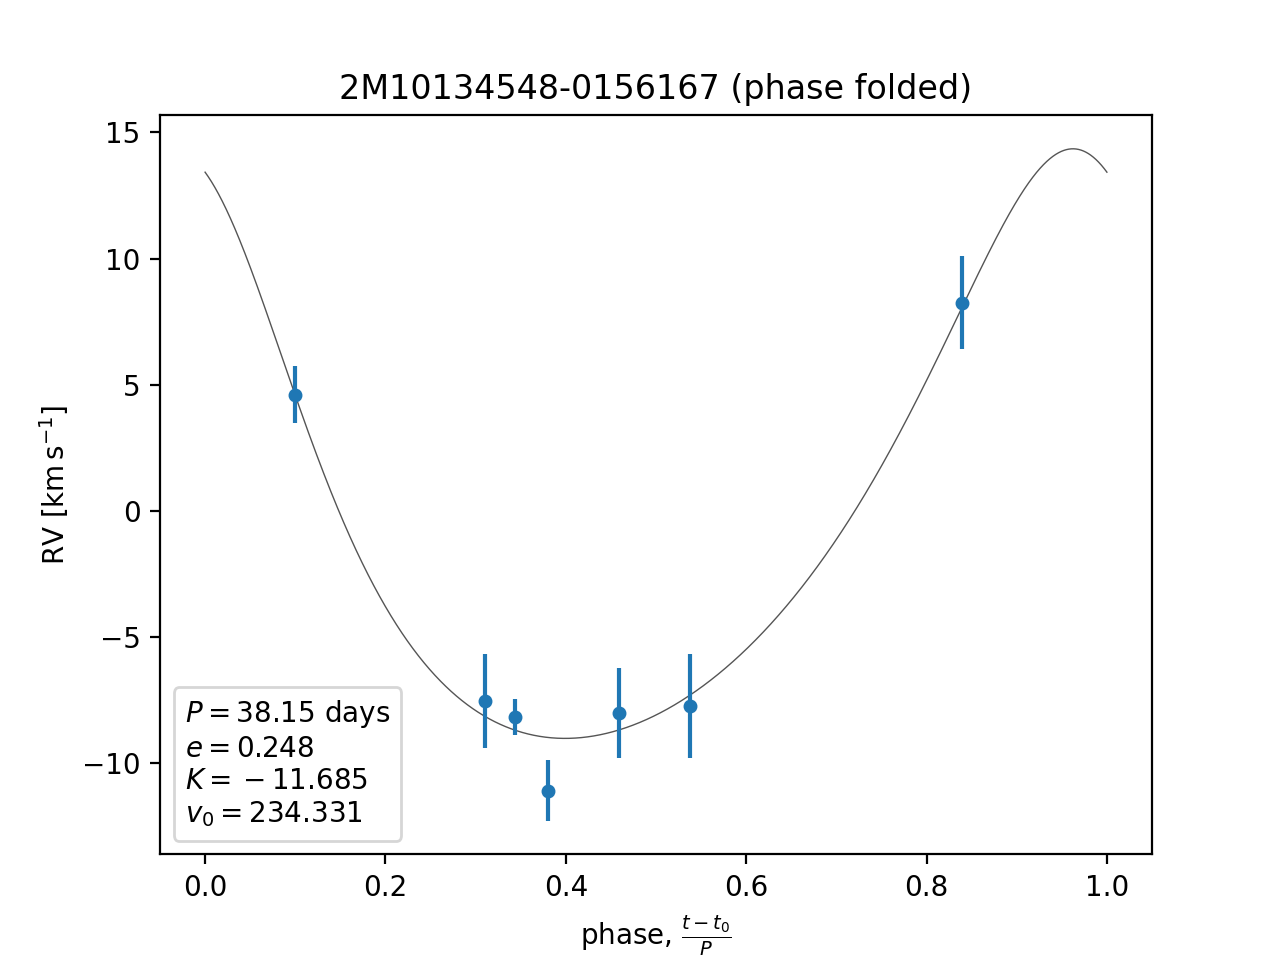 2M10134548-0156167 (phase folded)
15
10
5
0
−5
−10
RV [km s⁻¹]
P = 38.15 days
e = 0.248
K = −11.685
v₀ = 234.331
0.0 0.2 0.4 0.6 0.8 1.0
phase, (t − t₀)/P